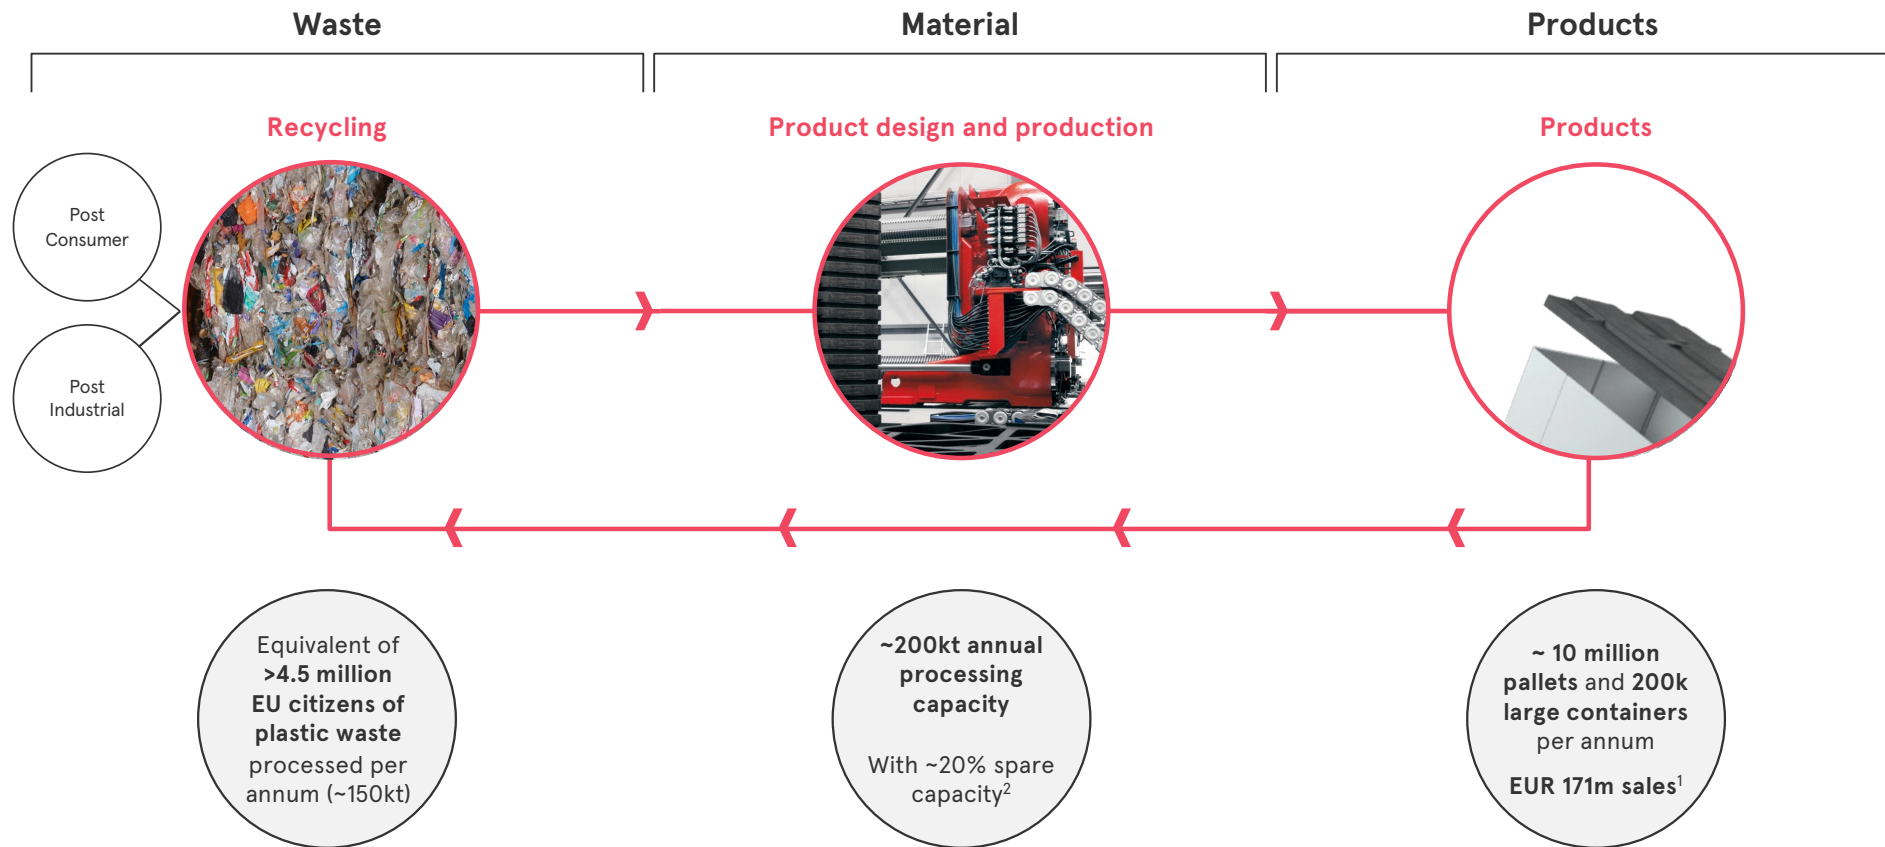 Waste
Material
Products
Recycling
Product design and production
Products
Post
Consumer
Post
Industrial
Equivalent of
>4.5 million
EU citizens of
plastic waste
processed per
annum (~150kt)
~200kt annual
processing
capacity
With ~20% spare
capacity2
~ 10 million
pallets and 200k
large containers
per annum
EUR 171m sales1